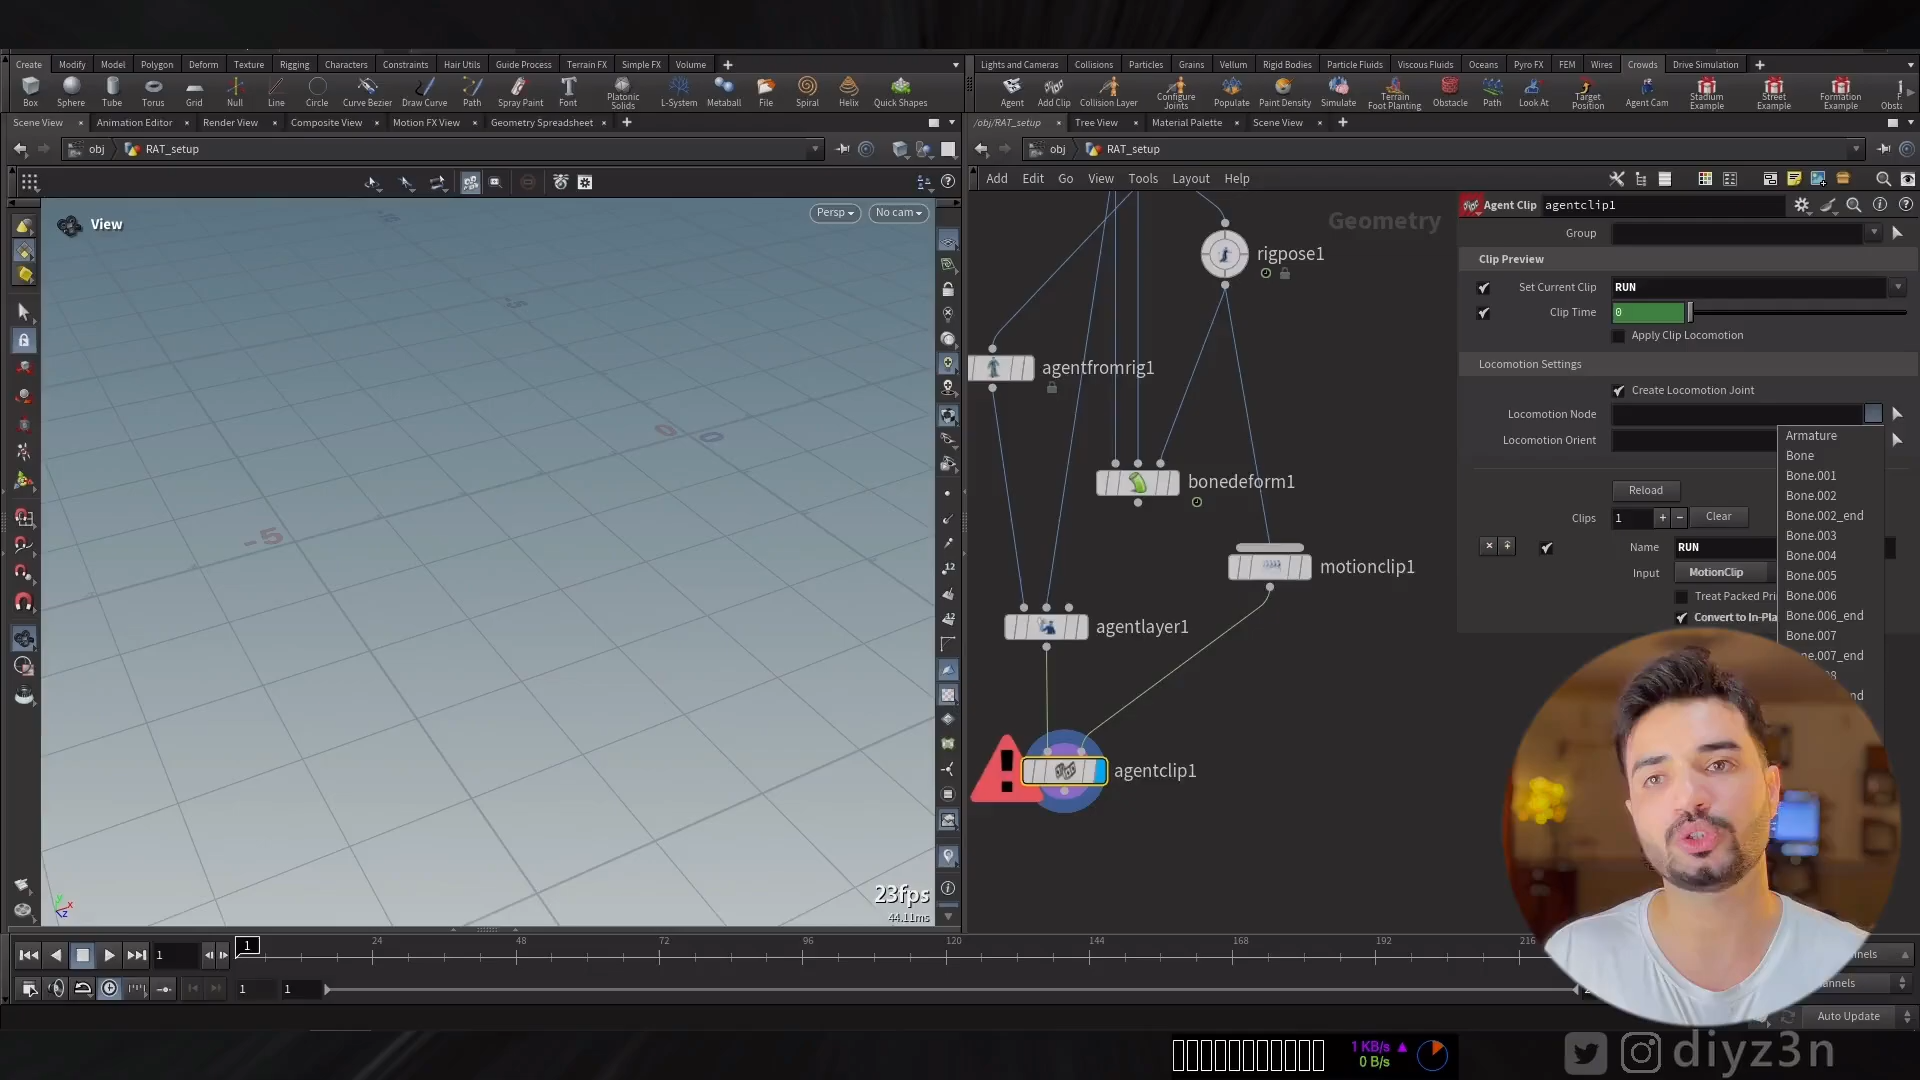 Create Modify Model Polygon Deform Texture Rigging Characters Constraints Hair Utils Guide Process Terrain FX Simple FX Volume
Box Sphere Tube Torus Grid Null Line Circle Curve Bezier Draw Curve Path Spray Paint Font Platonic Solids L-System Metaball File Spiral Helix Quick Shapes
Lights and Cameras Collisions Particles Grains Vellum Rigid Bodies Particle Fluids Viscous Fluids Oceans Pyro FX FEM Wires Crowds Drive Simulation
Agent Add Clip Collision Layer Configure Joints Populate Paint Density Simulate Terrain Foot Planting Obstacle Path Look At Target Position Agent Cam Stadium Example Street Example Formation Example
Scene View Animation Editor Render View Composite View Motion FX View Geometry Spreadsheet
/obj/RAT_setup Tree View Material Palette Scene View
obj RAT_setup
obj RAT_setup
Add Edit Go View Tools Layout Help
View
Persp No cam
-5
0 0
23fps
44.11ms
Geometry
rigpose1
agentfromrig1
bonedeform1
motionclip1
agentlayer1
agentclip1
Agent Clip agentclip1
Group
Clip Preview
Set Current Clip RUN
Clip Time 0
Apply Clip Locomotion
Locomotion Settings
Create Locomotion Joint
Locomotion Node
Locomotion Orient
Armature
Bone
Bone.001
Bone.002
Bone.002_end
Bone.003
Bone.004
Bone.005
Bone.006
Bone.006_end
Bone.007
Reload
Clips 1 + - Clear
Name RUN
Input MotionClip
Treat Packed Pri
Convert to In-Pla
1 1 24 48 72 96 120 144 168 192 216
1 1
Auto Update
1 KB/s
0 B/s
diyz3n